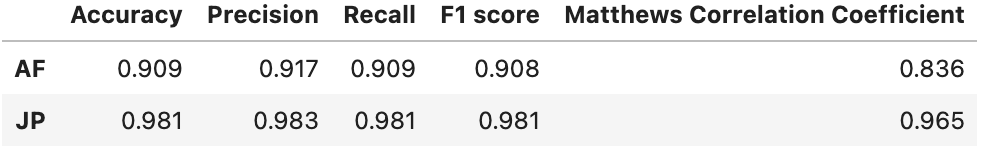 Accuracy Precision Recall F1 score Matthews Correlation Coefficient
AF 0.909 0.917 0.909 0.908 0.836
JP 0.981 0.983 0.981 0.981 0.965